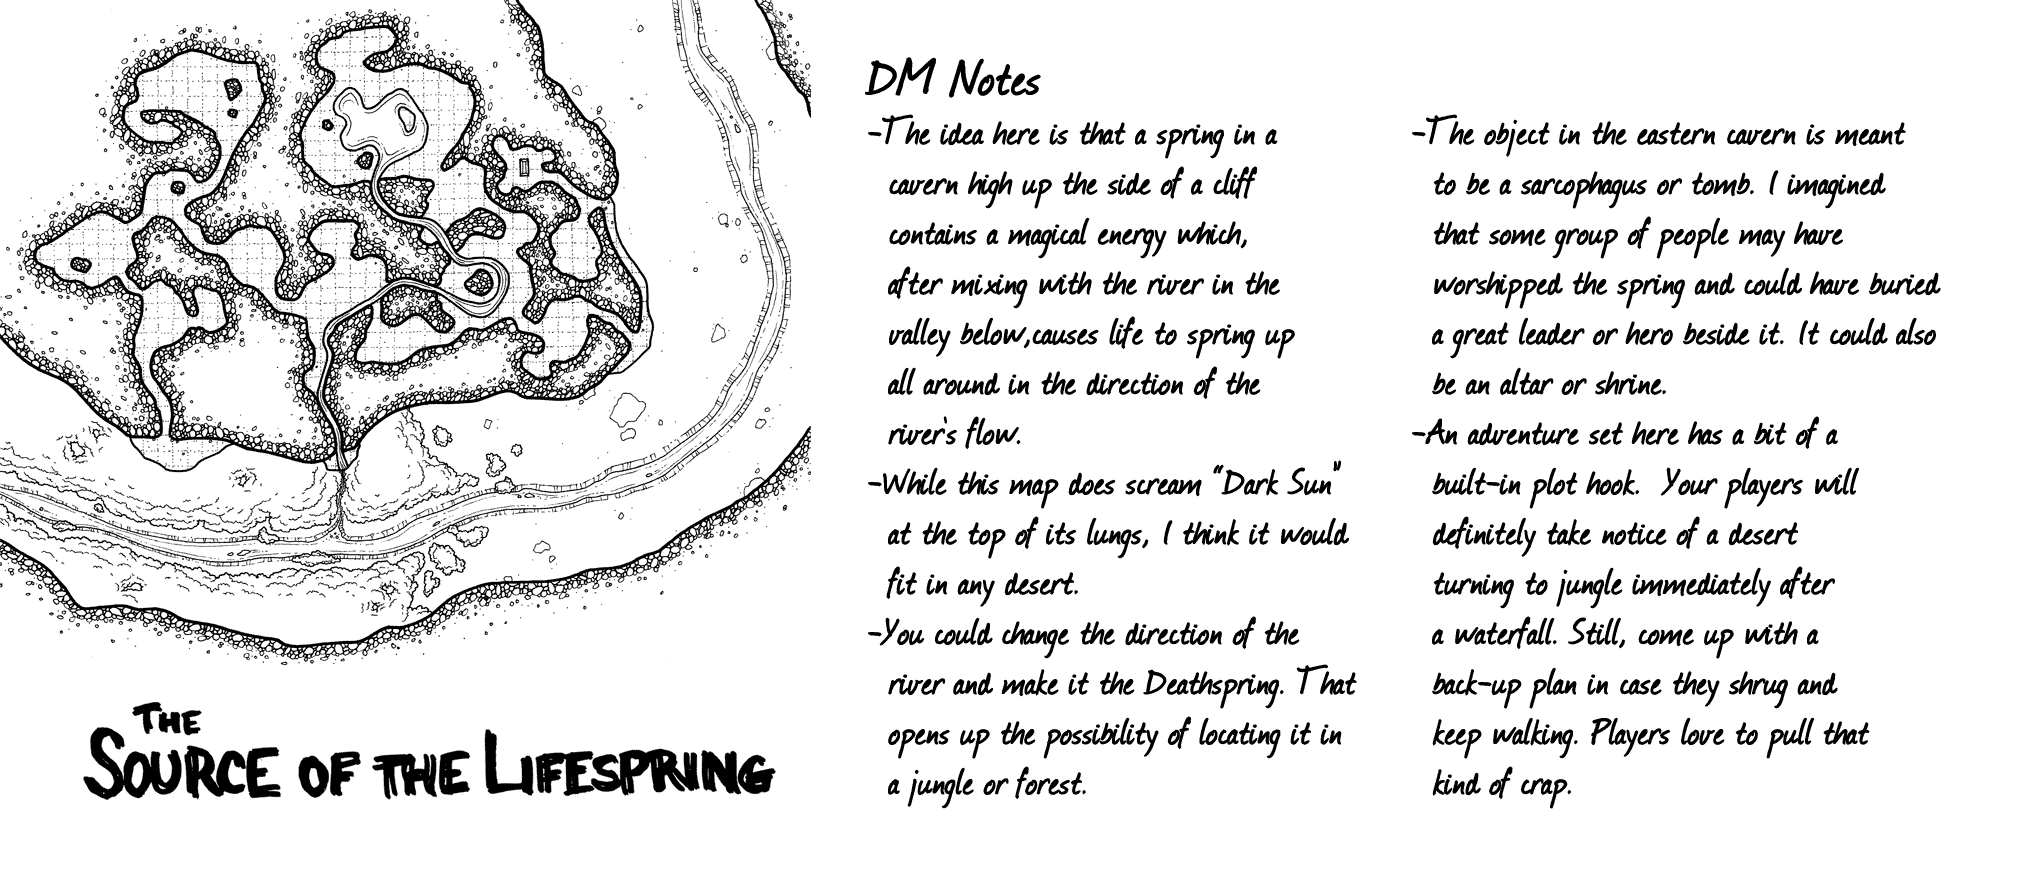 THE
SOURCE OF THE LIFESPRING
DM Notes
-The idea here is that a spring in a
cavern high up the side of a cliff
contains a magical energy which,
after mixing with the river in the
valley below,causes life to spring up
all around in the direction of the
river's flow.
-While this map does scream "Dark Sun"
at the top of its lungs, I think it would
fit in any desert.
-You could change the direction of the
river and make it the Deathspring. That
opens up the possibility of locating it in
a jungle or forest.
-The object in the eastern cavern is meant
to be a sarcophagus or tomb. I imagined
that some group of people may have
worshipped the spring and could have buried
a great leader or hero beside it. It could also
be an altar or shrine.
-An adventure set here has a bit of a
built-in plot hook. Your players will
definitely take notice of a desert
turning to jungle immediately after
a waterfall. Still, come up with a
back-up plan in case they shrug and
keep walking. Players love to pull that
kind of crap.